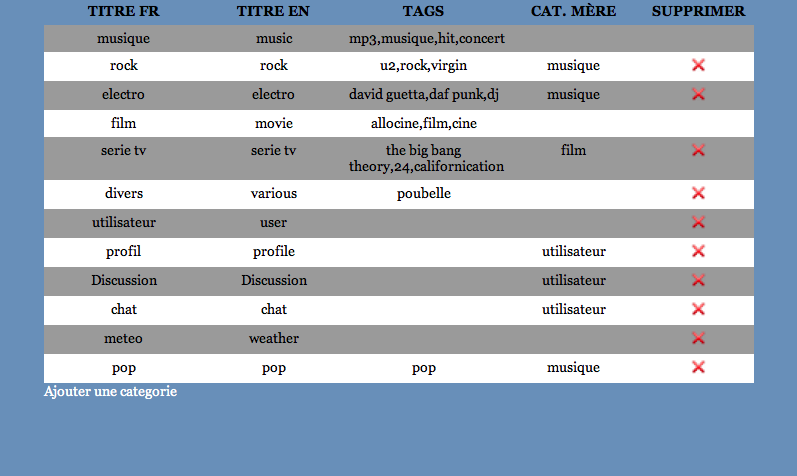 TITRE FR TITRE EN TAGS CAT. MÈRE SUPPRIMER
musique music mp3,musique,hit,concert
rock rock u2,rock,virgin musique
electro electro david guetta,daf punk,dj musique
film movie allocine,film,cine
serie tv serie tv the big bang film
theory,24,californication
divers various poubelle
utilisateur user
profil profile utilisateur
Discussion Discussion utilisateur
chat chat utilisateur
meteo weather
pop pop pop musique
Ajouter une categorie